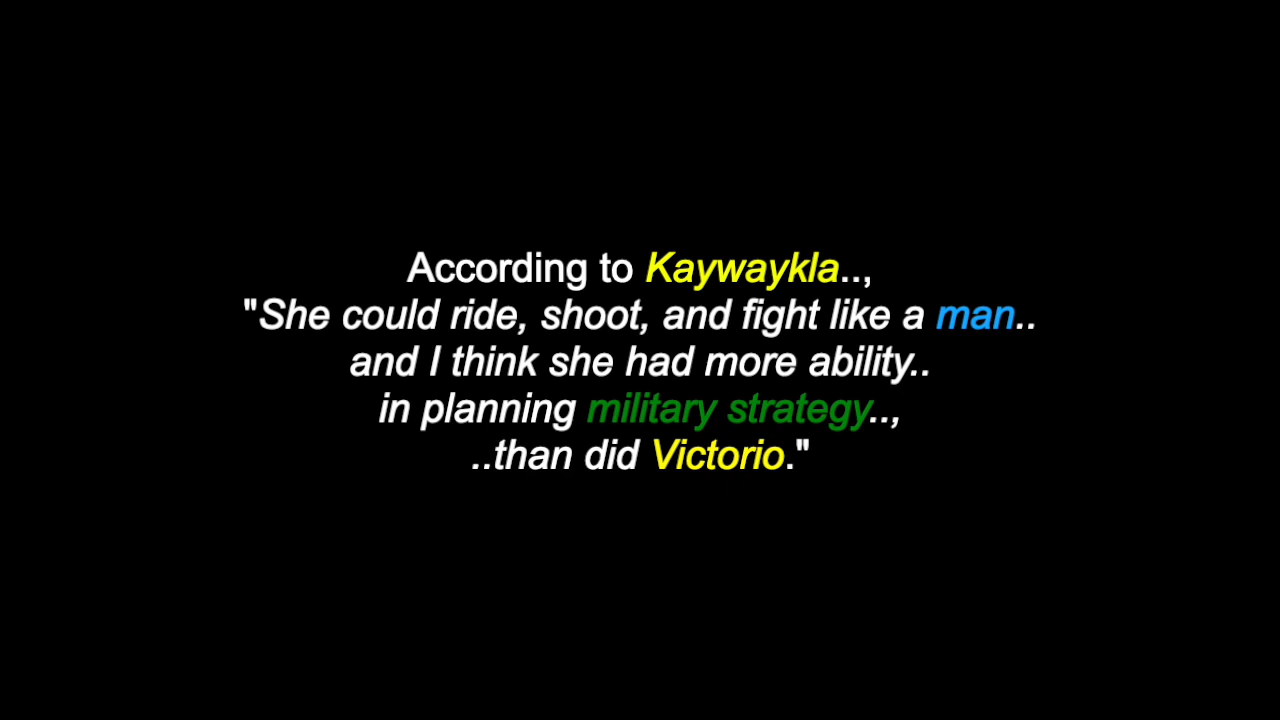 According to Kaywaykla..,
"She could ride, shoot, and fight like a man..
and I think she had more ability..
in planning military strategy..,
..than did Victorio."